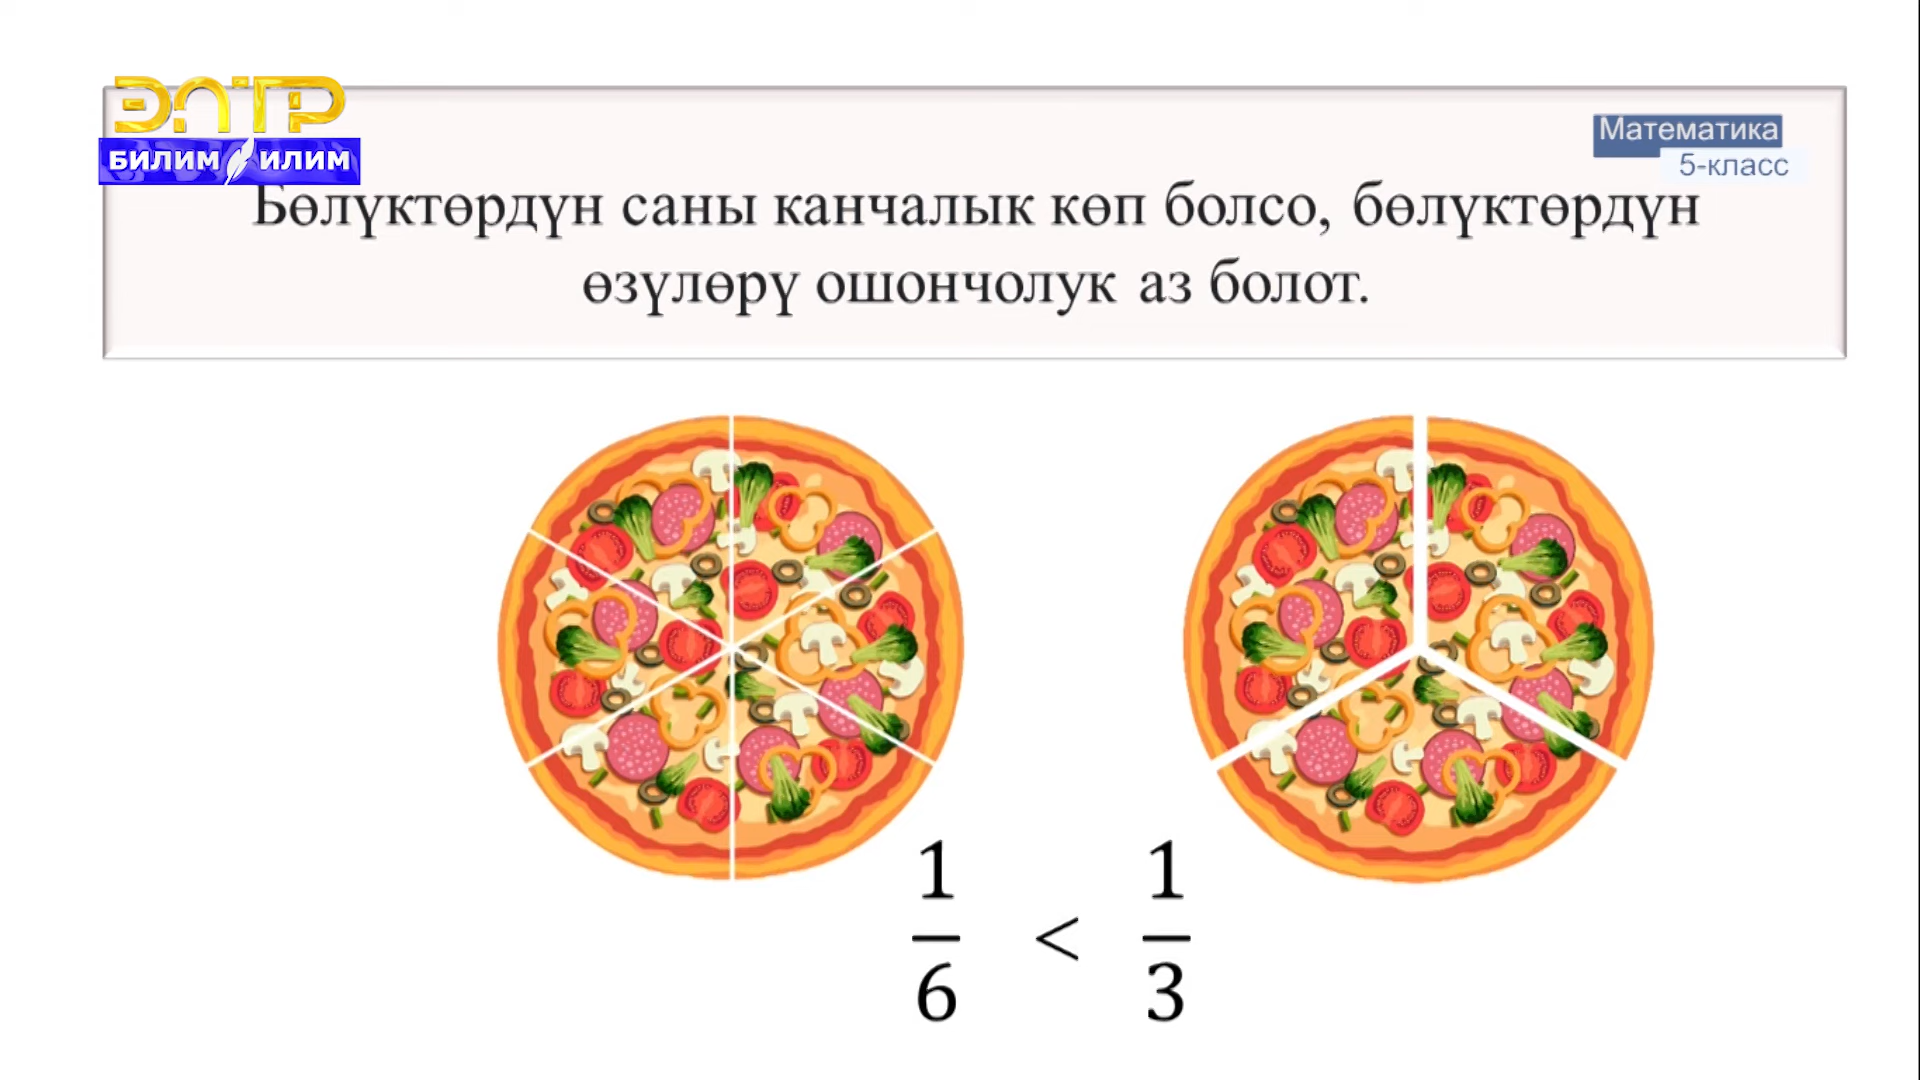 ЭЛТР
БИЛИМ ИЛИМ
Математика
5-класс
Бөлүктөрдүн саны канчалык көп болсо, бөлүктөрдүн
өзүлөрү ошончолук аз болот.
1/6 < 1/3